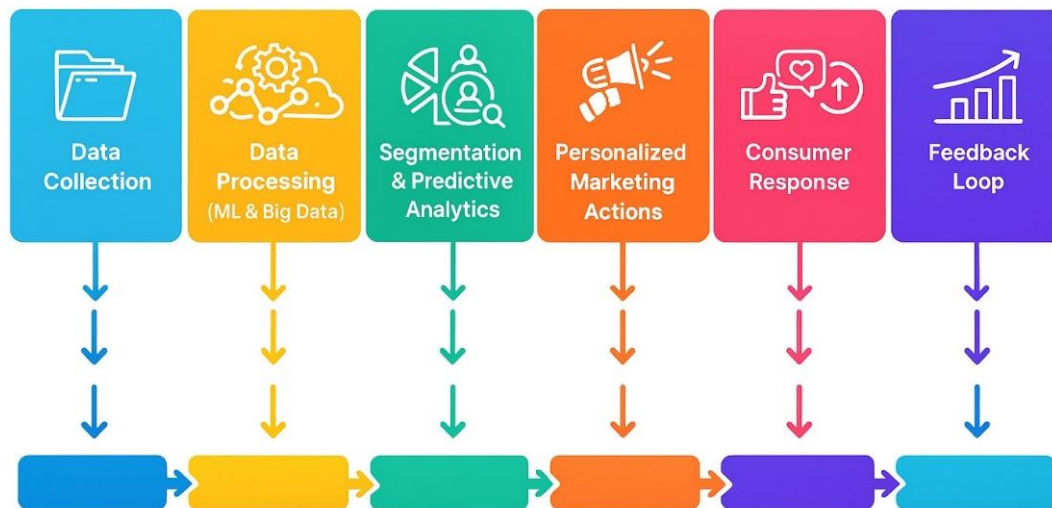 Data
Collection
Data
Processing
(ML & Big Data)
Segmentation
& Predictive
Analytics
Personalized
Marketing
Actions
Consumer
Response
Feedback
Loop